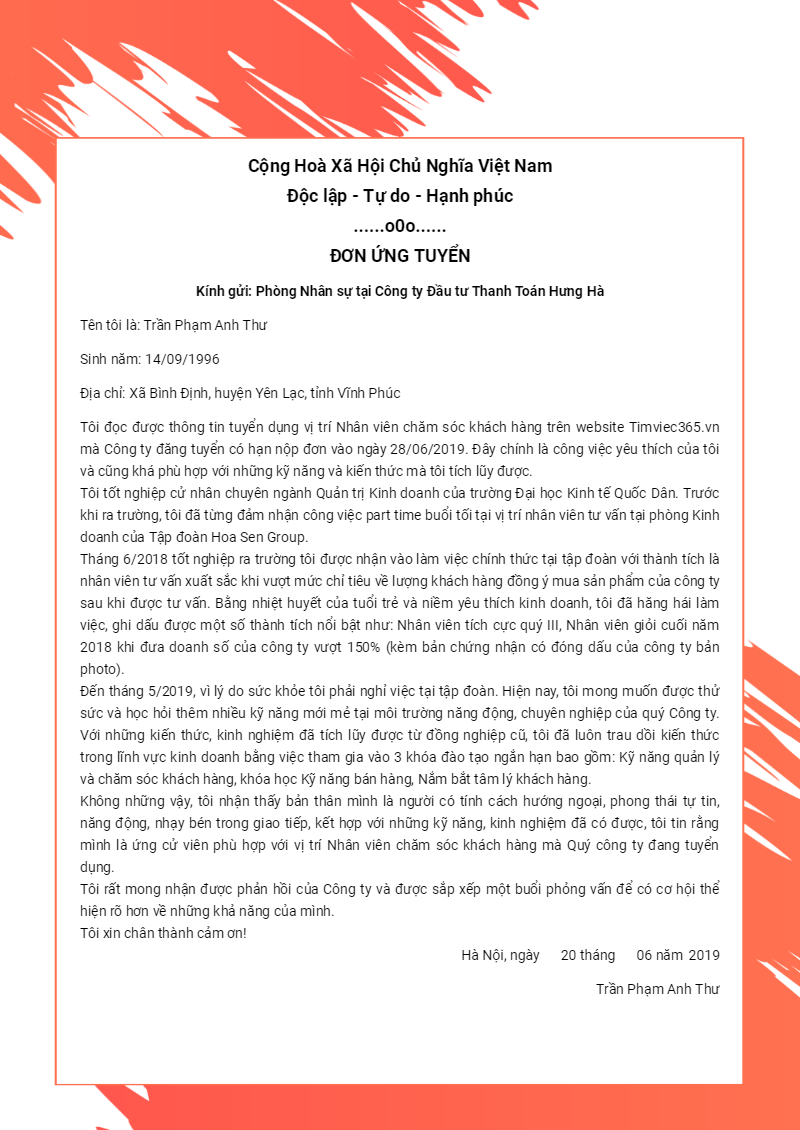 Cộng Hoà Xã Hội Chủ Nghĩa Việt Nam
Độc lập - Tự do - Hạnh phúc
......o0o......
ĐƠN ỨNG TUYỂN
Kính gửi: Phòng Nhân sự tại Công ty Đầu tư Thanh Toán Hưng Hà
Tên tôi là: Trần Phạm Anh Thư
Sinh năm: 14/09/1996
Địa chỉ: Xã Bình Định, huyện Yên Lạc, tỉnh Vĩnh Phúc
Tôi đọc được thông tin tuyển dụng vị trí Nhân viên chăm sóc khách hàng trên website Timviec365.vn
mà Công ty đăng tuyển có hạn nộp đơn vào ngày 28/06/2019. Đây chính là công việc yêu thích của tôi
và cũng khá phù hợp với những kỹ năng và kiến thức mà tôi tích lũy được.
Tôi tốt nghiệp cử nhân chuyên ngành Quản trị Kinh doanh của trường Đại học Kinh tế Quốc Dân. Trước
khi ra trường, tôi đã từng đảm nhận công việc part time buổi tối tại vị trí nhân viên tư vấn tại phòng Kinh
doanh của Tập đoàn Hoa Sen Group.
Tháng 6/2018 tốt nghiệp ra trường tôi được nhận vào làm việc chính thức tại tập đoàn với thành tích là
nhân viên tư vấn xuất sắc khi vượt mức chỉ tiêu về lượng khách hàng đồng ý mua sản phẩm của công ty
sau khi được tư vấn. Bằng nhiệt huyết của tuổi trẻ và niềm yêu thích kinh doanh, tôi đã hăng hái làm
việc, ghi dấu được một số thành tích nổi bật như: Nhân viên tích cực quý III, Nhân viên giỏi cuối năm
2018 khi đưa doanh số của công ty vượt 150% (kèm bản chứng nhận có đóng dấu của công ty bản
photo).
Đến tháng 5/2019, vì lý do sức khỏe tôi phải nghỉ việc tại tập đoàn. Hiện nay, tôi mong muốn được thử
sức và học hỏi thêm nhiều kỹ năng mới mẻ tại môi trường năng động, chuyên nghiệp của quý Công ty.
Với những kiến thức, kinh nghiệm đã tích lũy được từ đồng nghiệp cũ, tôi đã luôn trau dồi kiến thức
trong lĩnh vực kinh doanh bằng việc tham gia vào 3 khóa đào tạo ngắn hạn bao gồm: Kỹ năng quản lý
và chăm sóc khách hàng, khóa học Kỹ năng bán hàng, Nắm bắt tâm lý khách hàng.
Không những vậy, tôi nhận thấy bản thân mình là người có tính cách hướng ngoại, phong thái tự tin,
năng động, nhạy bén trong giao tiếp, kết hợp với những kỹ năng, kinh nghiệm đã có được, tôi tin rằng
mình là ứng cử viên phù hợp với vị trí Nhân viên chăm sóc khách hàng mà Quý công ty đang tuyển
dụng.
Tôi rất mong nhận được phản hồi của Công ty và được sắp xếp một buổi phỏng vấn để có cơ hội thể
hiện rõ hơn về những khả năng của mình.
Tôi xin chân thành cảm ơn!
Hà Nội, ngày 20 tháng 06 năm 2019
Trần Phạm Anh Thư